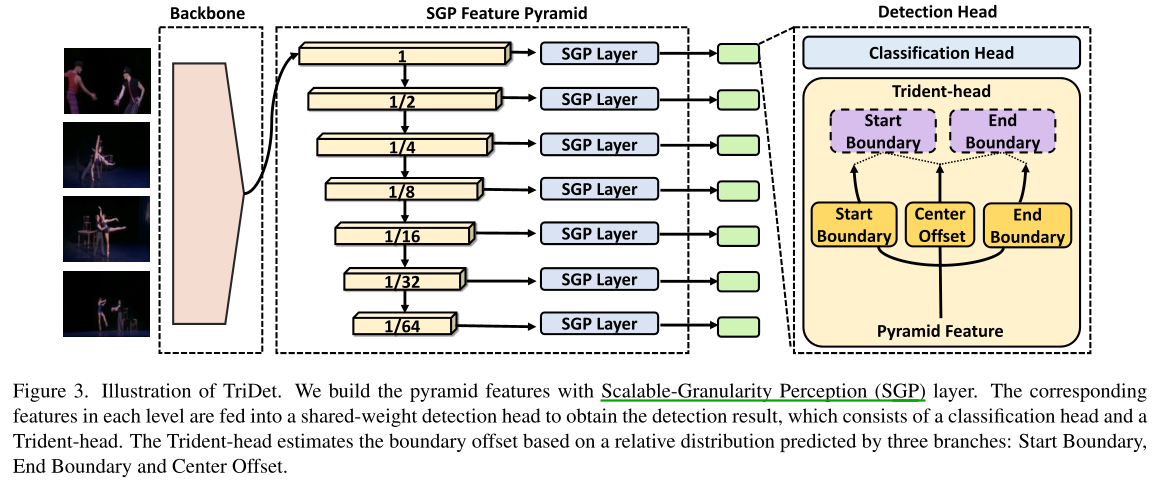 Backbone
SGP Feature Pyramid
Detection Head
1
SGP Layer
1/2
SGP Layer
1/4
SGP Layer
1/8
SGP Layer
1/16
SGP Layer
1/32
SGP Layer
1/64
SGP Layer
Classification Head
Trident-head
Start
Boundary
End
Boundary
Start
Boundary
Center
Offset
End
Boundary
Pyramid Feature
Figure 3. Illustration of TriDet. We build the pyramid features with Scalable-Granularity Perception (SGP) layer. The corresponding
features in each level are fed into a shared-weight detection head to obtain the detection result, which consists of a classification head and a
Trident-head. The Trident-head estimates the boundary offset based on a relative distribution predicted by three branches: Start Boundary,
End Boundary and Center Offset.